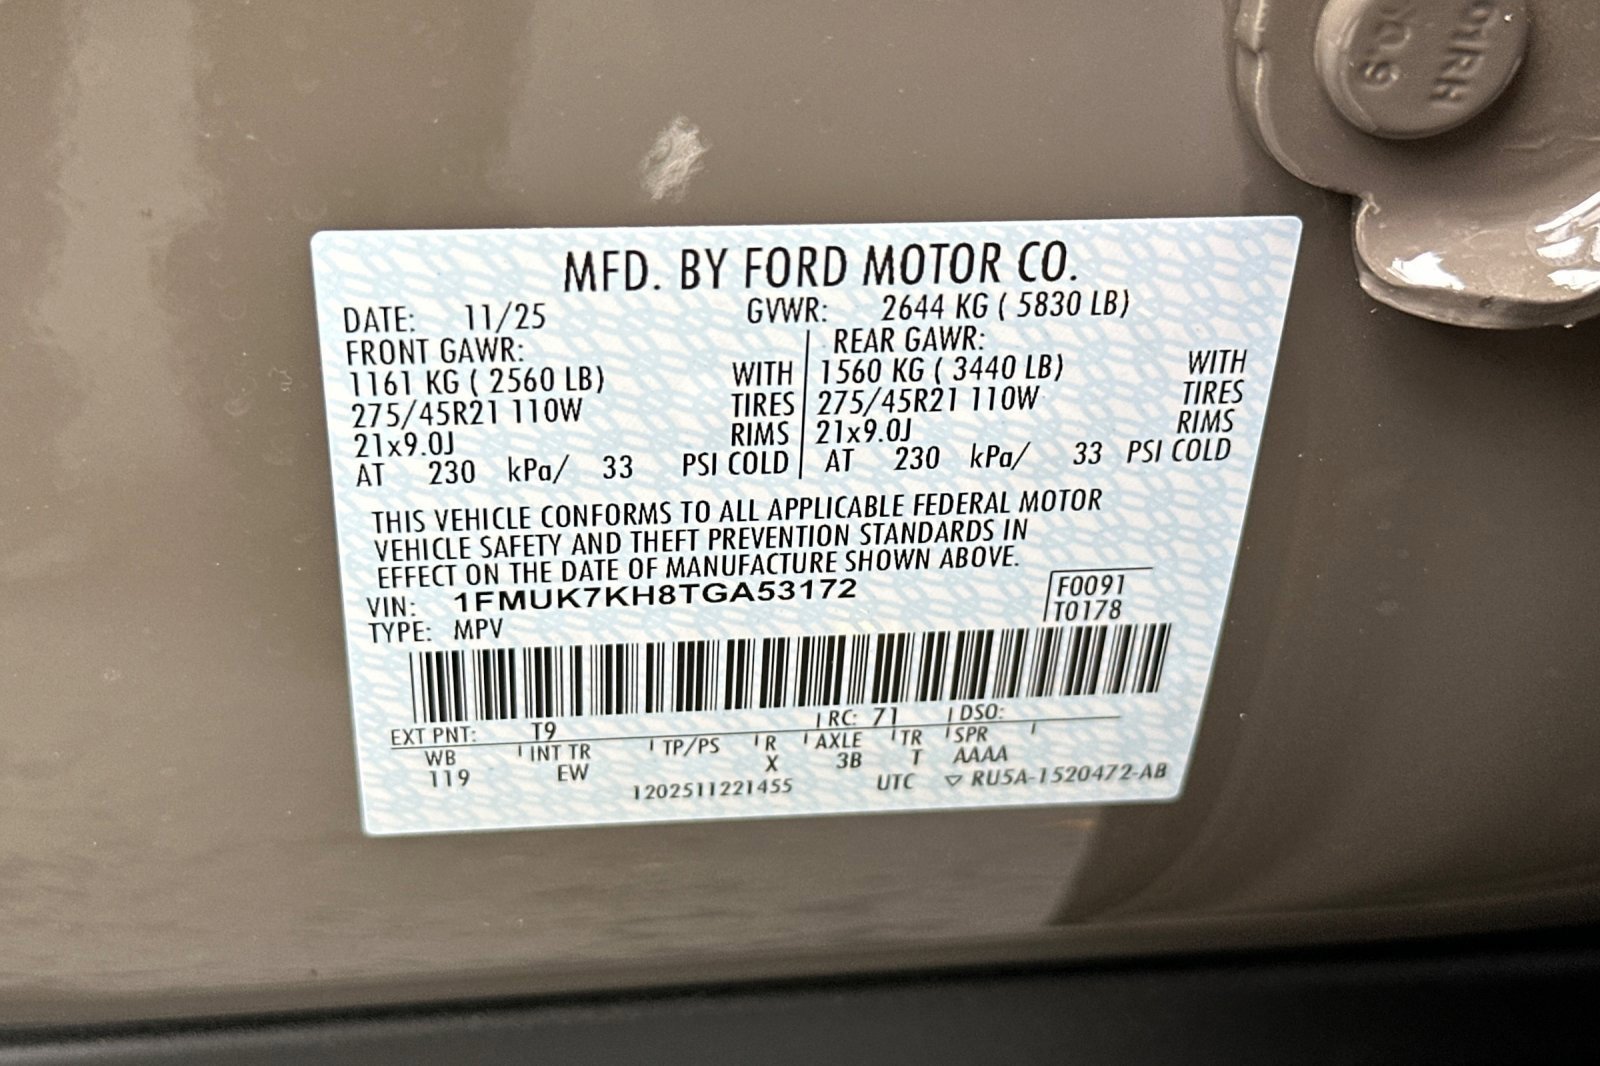 MFD. BY FORD MOTOR CO.
DATE: 11/25 GVWR: 2644 KG ( 5830 LB)
FRONT GAWR: REAR GAWR:
1161 KG ( 2560 LB) WITH 1560 KG ( 3440 LB) WITH
275/45R21 110W TIRES 275/45R21 110W TIRES
21x9.0J RIMS 21x9.0J RIMS
AT 230 kPa/ 33 PSI COLD AT 230 kPa/ 33 PSI COLD
THIS VEHICLE CONFORMS TO ALL APPLICABLE FEDERAL MOTOR
VEHICLE SAFETY AND THEFT PREVENTION STANDARDS IN
EFFECT ON THE DATE OF MANUFACTURE SHOWN ABOVE.
VIN: 1FMUK7KH8TGA53172 F0091
TYPE: MPV T0178
EXT PNT: T9 RC: 71 DSO:
WB INT TR TP/PS R AXLE TR SPR
119 EW X 3B T AAAA
1202511221455 UTC ▽ RU5A-1520472-AB